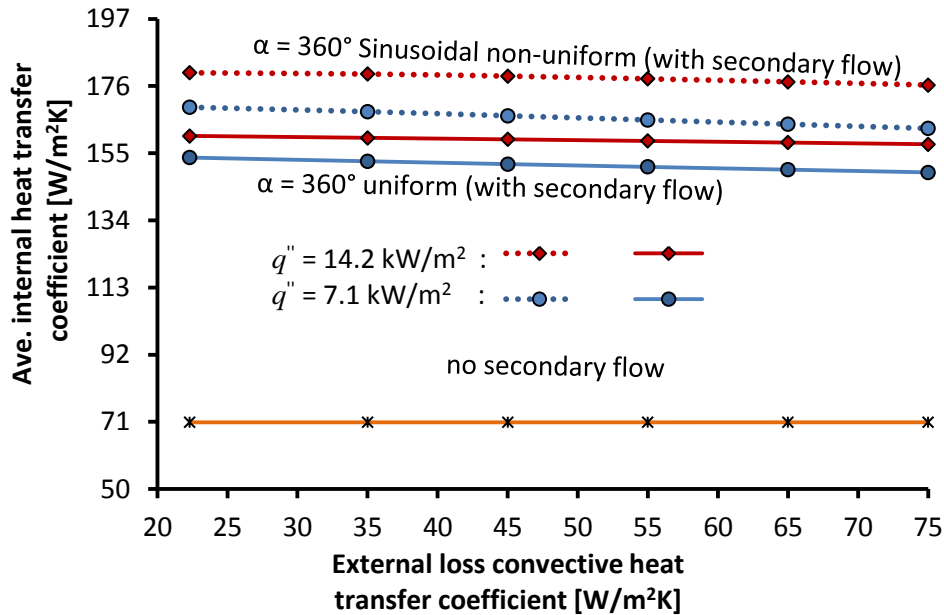 197
176
155
134
113
92
71
50
Ave. internal heat transfer
coefficient [W/m²K]
α = 360° Sinusoidal non-uniform (with secondary flow)
α = 360° uniform (with secondary flow)
q" = 14.2 kW/m² :
q" = 7.1 kW/m² :
no secondary flow
20 25 30 35 40 45 50 55 60 65 70 75
External loss convective heat
transfer coefficient [W/m²K]